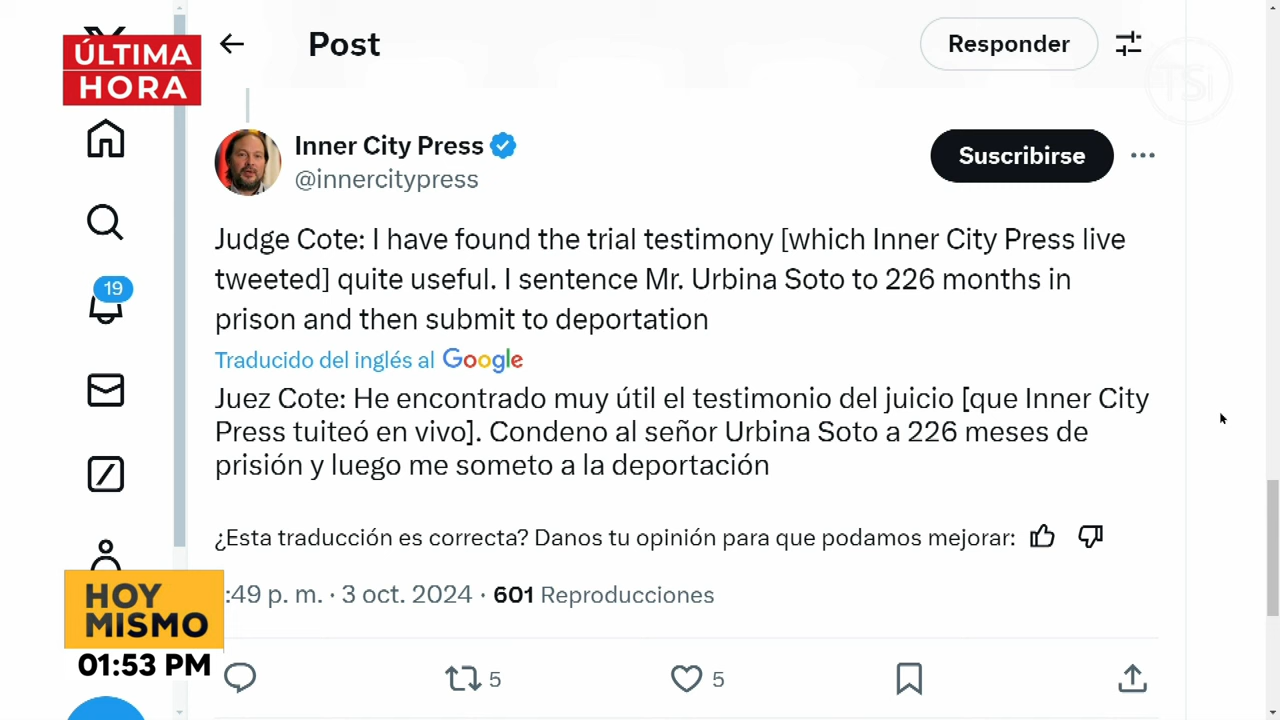 ÚLTIMA
HORA
Post
Responder
TSi
Inner City Press
@innercitypress
Suscribirse
19
Judge Cote: I have found the trial testimony [which Inner City Press live
tweeted] quite useful. I sentence Mr. Urbina Soto to 226 months in
prison and then submit to deportation
Traducido del inglés al Google
Juez Cote: He encontrado muy útil el testimonio del juicio [que Inner City
Press tuiteó en vivo]. Condeno al señor Urbina Soto a 226 meses de
prisión y luego me someto a la deportación
¿Esta traducción es correcta? Danos tu opinión para que podamos mejorar:
:49 p. m. · 3 oct. 2024 · 601 Reproducciones
HOY
MISMO
01:53 PM
5
5